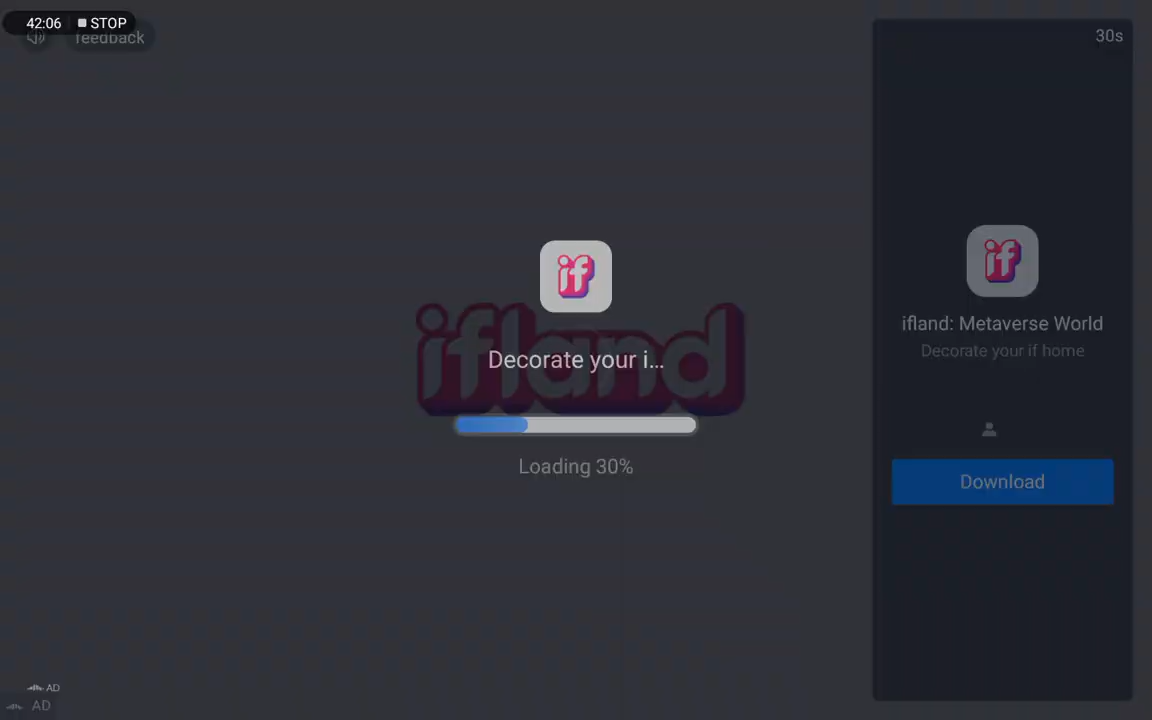 42:06 STOP
feedback
30s
if
if
ifland: Metaverse World
Decorate your if home
ifland
Decorate your i...
Loading 30%
Download
AD
AD